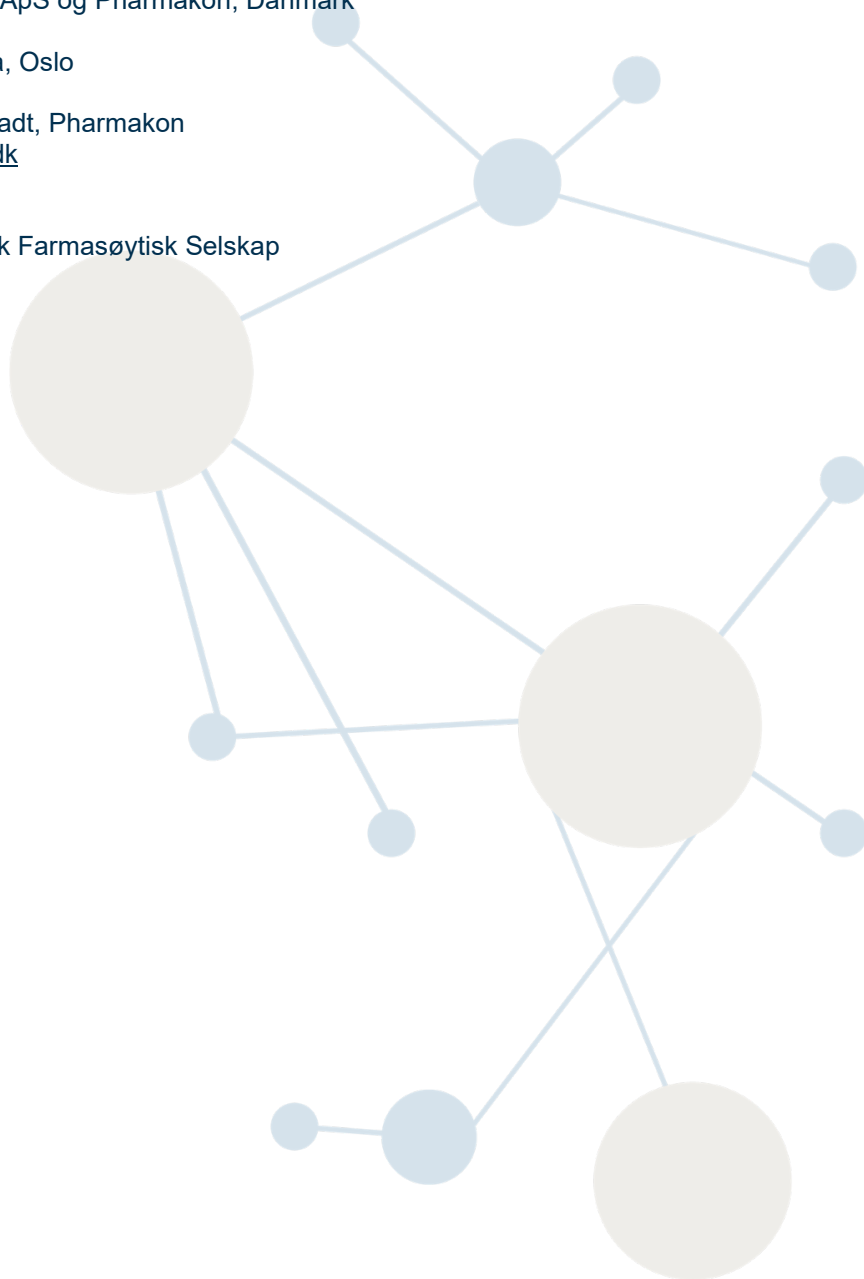 ApS og Pharmakon, Danmark
, Oslo
adt, Pharmakon
dk
k Farmasøytisk Selskap